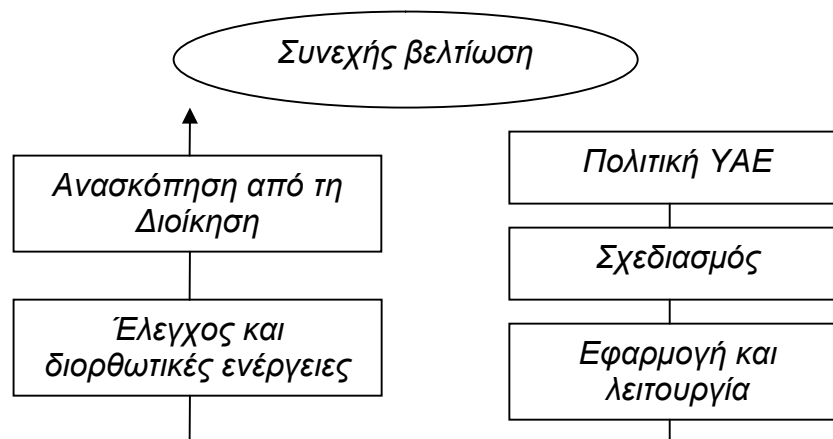 Συνεχής βελτίωση
Ανασκόπηση από τη
Διοίκηση
Έλεγχος και
διορθωτικές ενέργειες
Πολιτική ΥΑΕ
Σχεδιασμός
Εφαρμογή και
λειτουργία